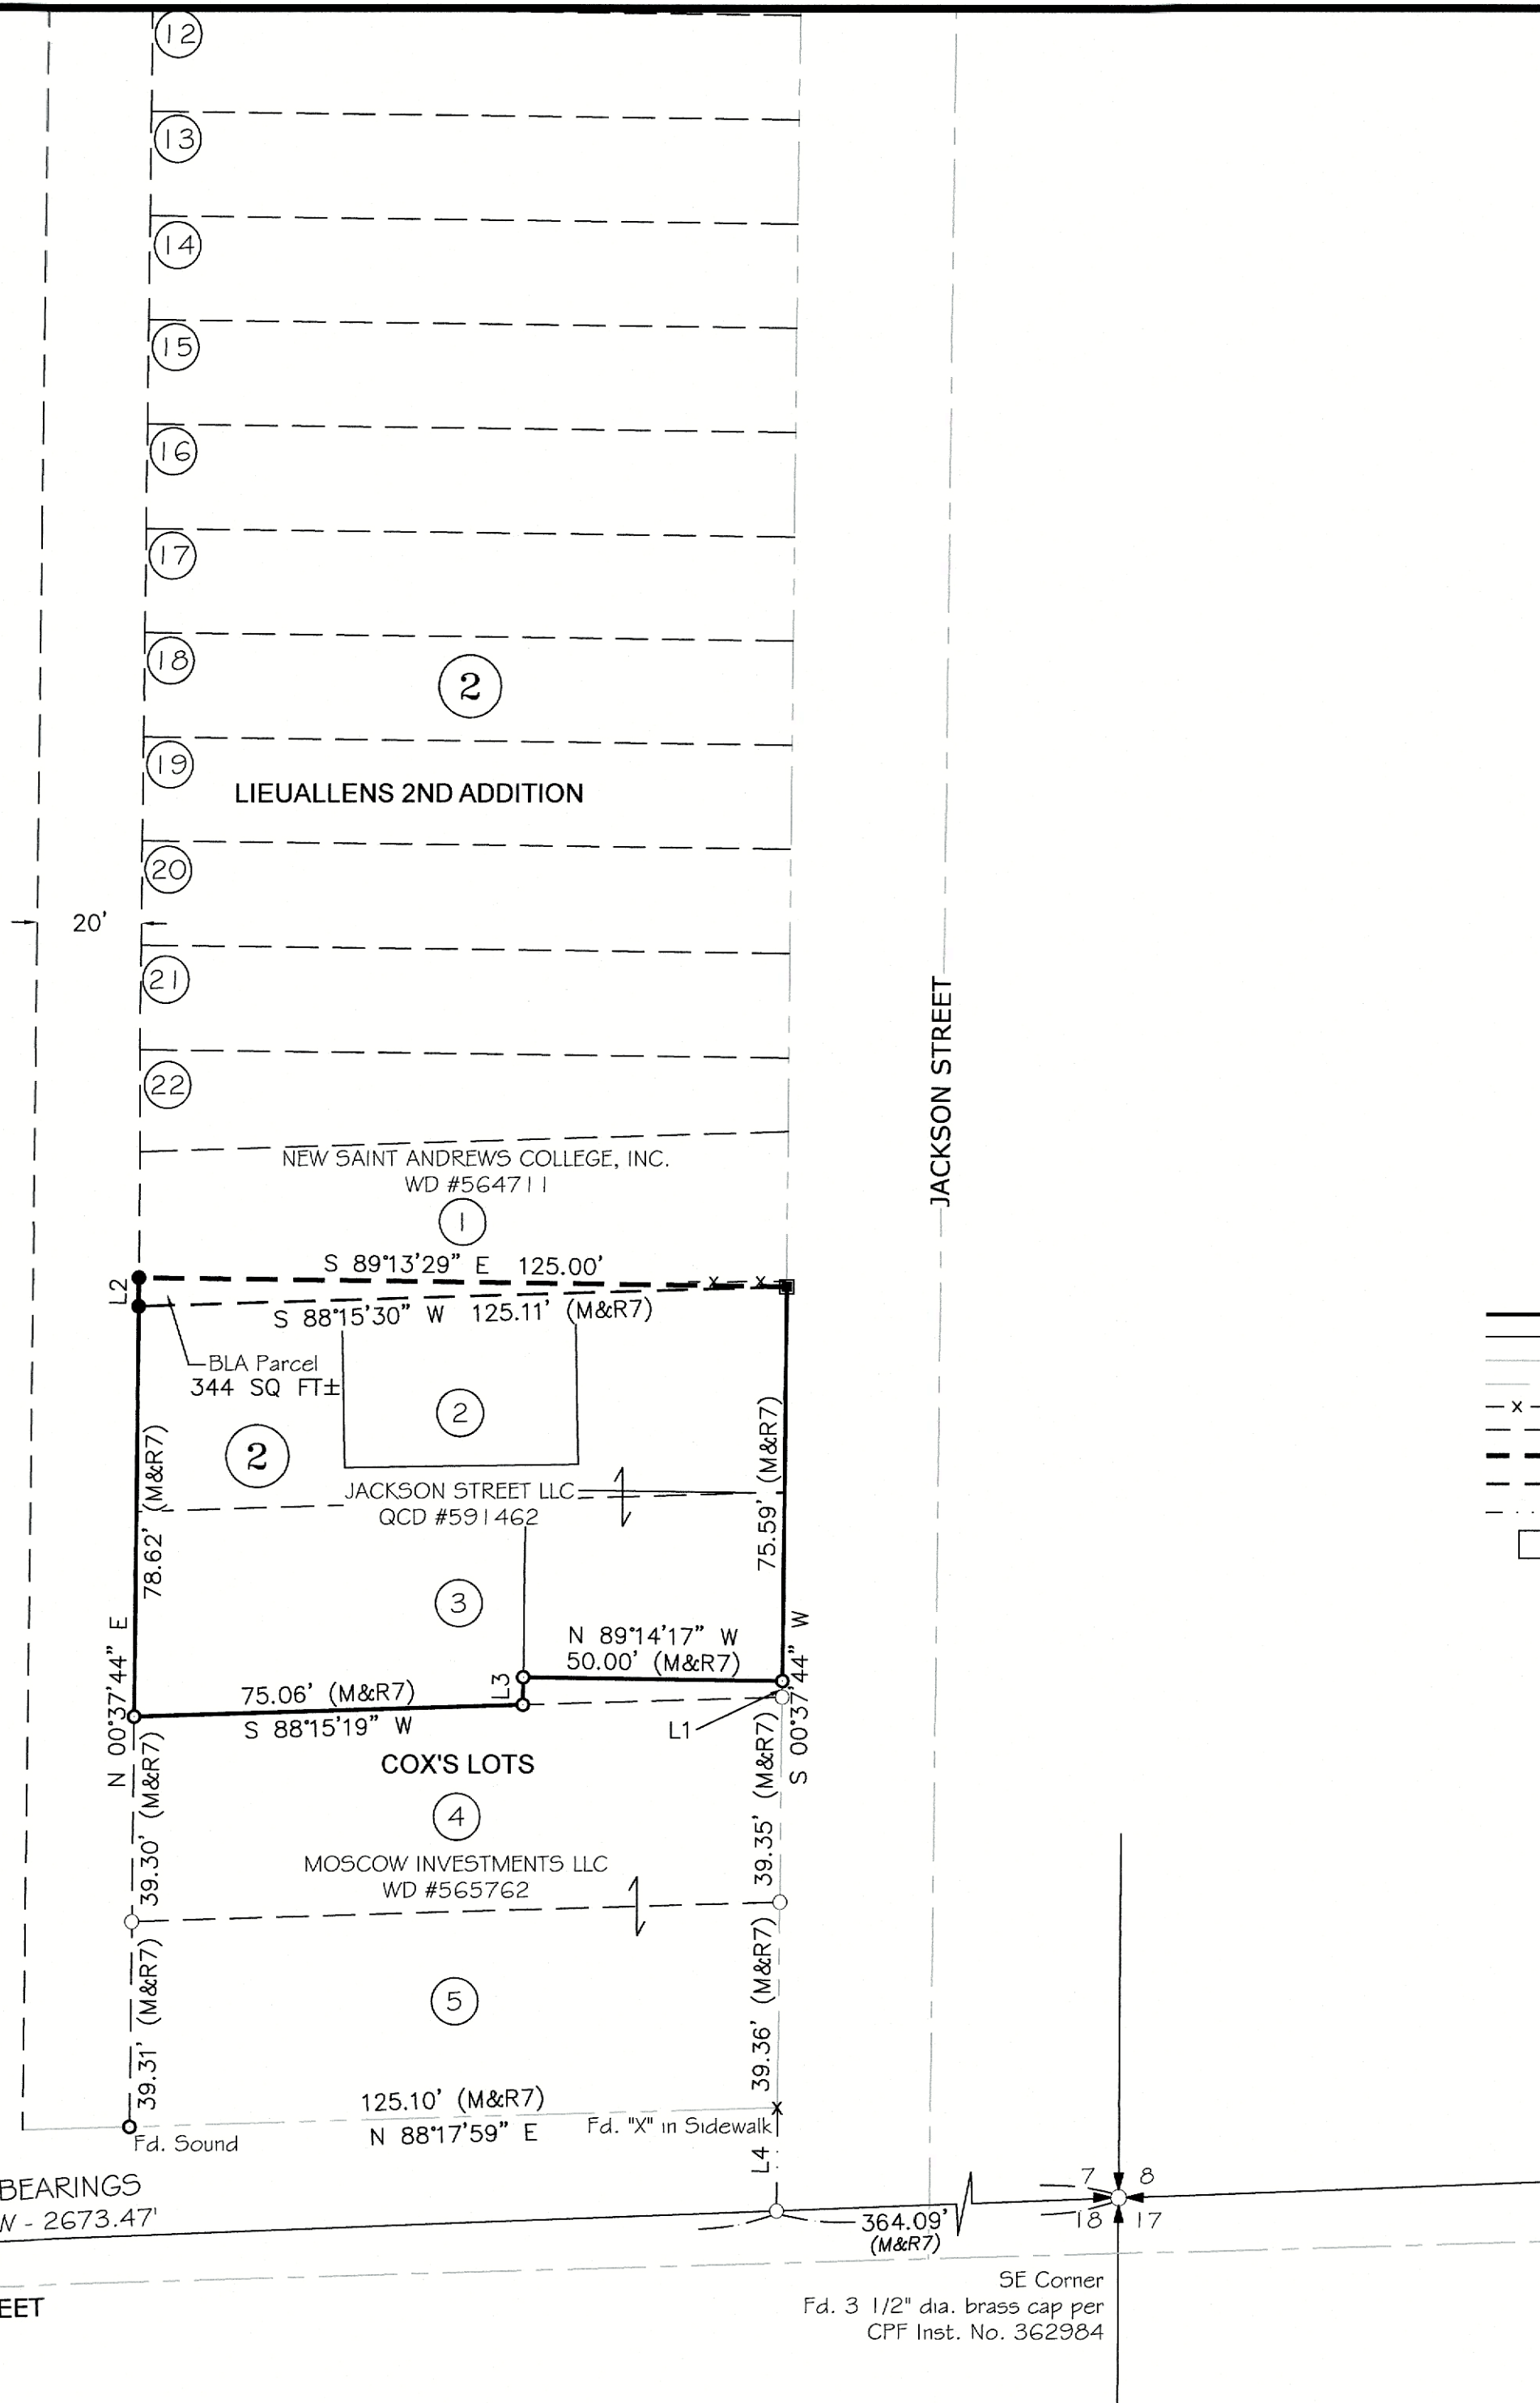 12
13
14
15
16
17
18
2
19
LIEUALLENS 2ND ADDITION
20
20'
21
JACKSON STREET
22
NEW SAINT ANDREWS COLLEGE, INC.
WD #564711
1
S 89°13'29" E 125.00'
x x
L2
S 88°15'30" W 125.11' (M&R7)
BLA Parcel
344 SQ FT±
x
2
2
78.62' (M&R7)
75.59' (M&R7)
JACKSON STREET LLC
QCD #591462
3
N 00°37'44" E
S 00°37'44" W
N 89°14'17" W
50.00' (M&R7)
L3
75.06' (M&R7)
S 88°15'19" W
L1
COX'S LOTS
39.30' (M&R7)
39.35' (M&R7)
4
MOSCOW INVESTMENTS LLC
WD #565762
39.31' (M&R7)
39.36' (M&R7)
5
125.10' (M&R7)
x
Fd. "X" in Sidewalk
N 88°17'59" E
Fd. Sound
L4
BEARINGS
W - 2673.47'
7 8
18 17
364.09'
(M&R7)
SE Corner
Fd. 3 1/2" dia. brass cap per
CPF Inst. No. 362984
EET